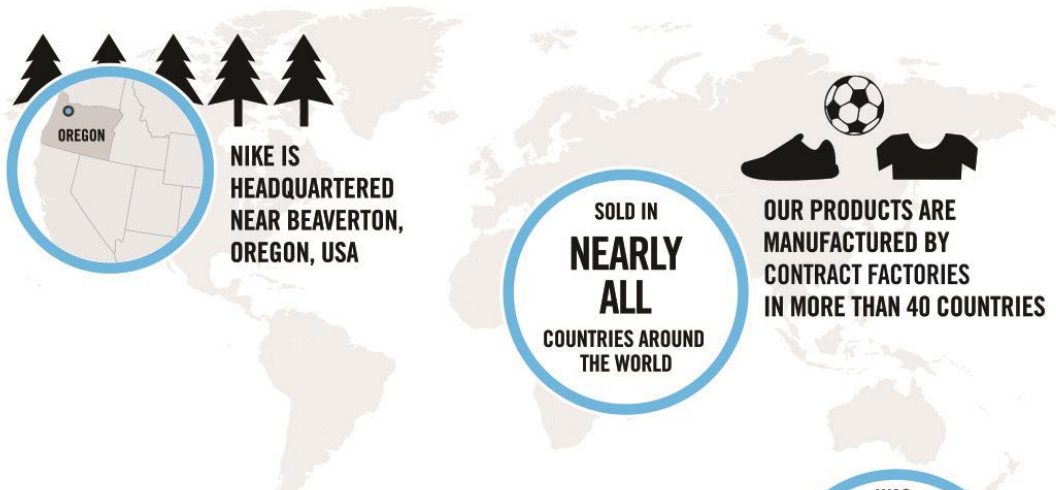 OREGON
NIKE IS
HEADQUARTERED
NEAR BEAVERTON,
OREGON, USA
SOLD IN
NEARLY
ALL
COUNTRIES AROUND
THE WORLD
OUR PRODUCTS ARE
MANUFACTURED BY
CONTRACT FACTORIES
IN MORE THAN 40 COUNTRIES